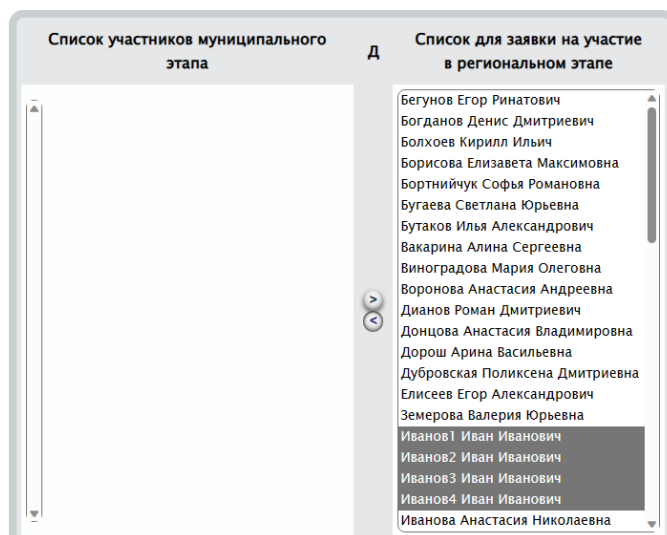 Список участников муниципального
этапа
Д
Список для заявки на участие
в региональном этапе
Бегунов Егор Ринатович
Богданов Денис Дмитриевич
Болхоев Кирилл Ильич
Борисова Елизавета Максимовна
Бортнийчук Софья Романовна
Бугаева Светлана Юрьевна
Бутаков Илья Александрович
Вакарина Алина Сергеевна
Виноградова Мария Олеговна
Воронова Анастасия Андреевна
Дианов Роман Дмитриевич
Донцова Анастасия Владимировна
Дорош Арина Васильевна
Дубровская Поликсена Дмитриевна
Елисеев Егор Александрович
Земерова Валерия Юрьевна
Иванов1 Иван Иванович
Иванов2 Иван Иванович
Иванов3 Иван Иванович
Иванов4 Иван Иванович
Иванова Анастасия Николаевна
>
<